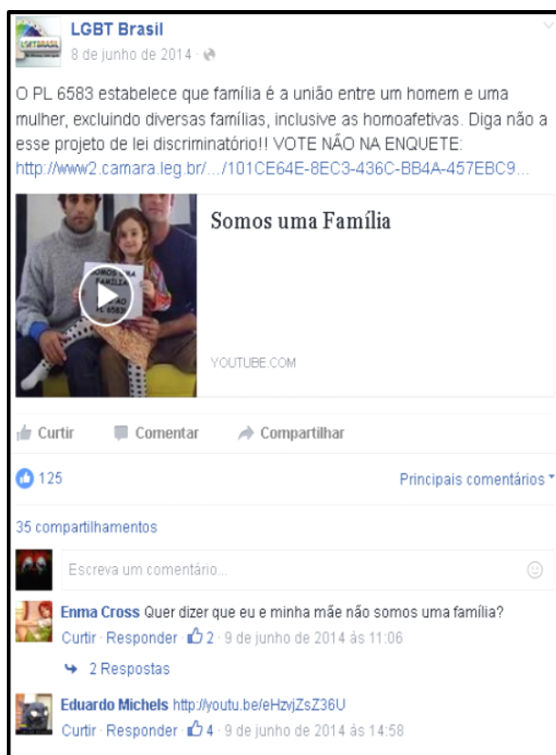 LGBT Brasil
8 de junho de 2014 ·
O PL 6583 estabelece que família é a união entre um homem e uma
mulher, excluindo diversas famílias, inclusive as homoafetivas. Diga não a
esse projeto de lei discriminatório!! VOTE NÃO NA ENQUETE:
http://www2.camara.leg.br/.../101CE64E-8EC3-436C-BB4A-457EBC9...
SOMOS UMA
FAMÍLIA
PL 6583!
Somos uma Família
YOUTUBE.COM
Curtir Comentar Compartilhar
125 Principais comentários
35 compartilhamentos
Escreva um comentário...
Enma Cross Quer dizer que eu e minha mãe não somos uma família?
Curtir · Responder · 2 · 9 de junho de 2014 às 11:06
2 Respostas
Eduardo Michels http://youtu.be/eHzvjZsZ36U
Curtir · Responder · 4 · 9 de junho de 2014 às 14:58